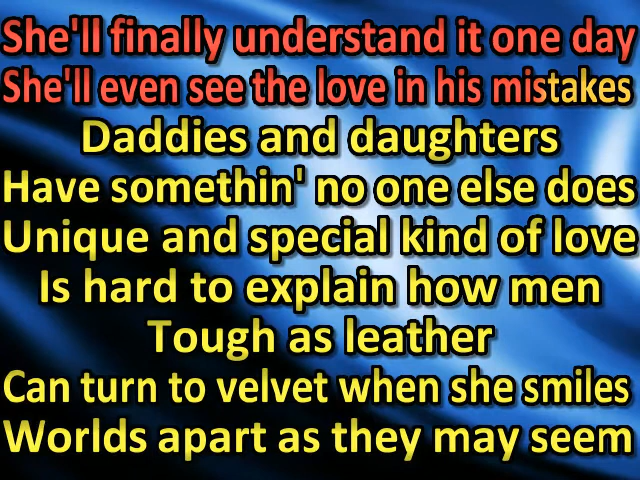 She'll finally understand it one day
She'll even see the love in his mistakes
Daddies and daughters
Have somethin' no one else does
Unique and special kind of love
Is hard to explain how men
Tough as leather
Can turn to velvet when she smiles
Worlds apart as they may seem